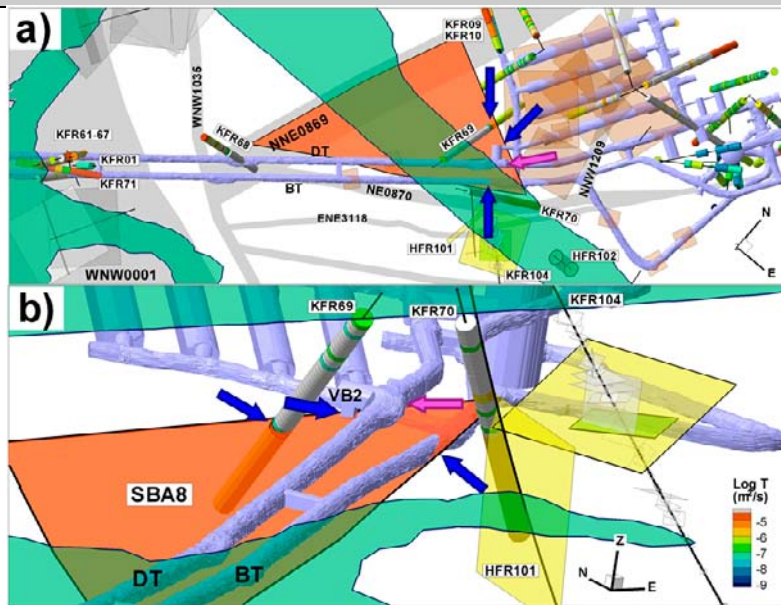 a)
KFR09
KFR10
WNW1035
KFR61-67
KFR68
NNE0869
KFR69
KFR01
DT
KFR71
BT
NE0870
NNW1209
ENE3118
KFR70
HFR101
HFR102
WNW0001
KFR104
N
E
b)
KFR69
KFR70
KFR104
VB2
SBA8
Log T
(m²/s)
-5
-6
-7
-8
-9
DT
BT
HFR101
Z
N
E